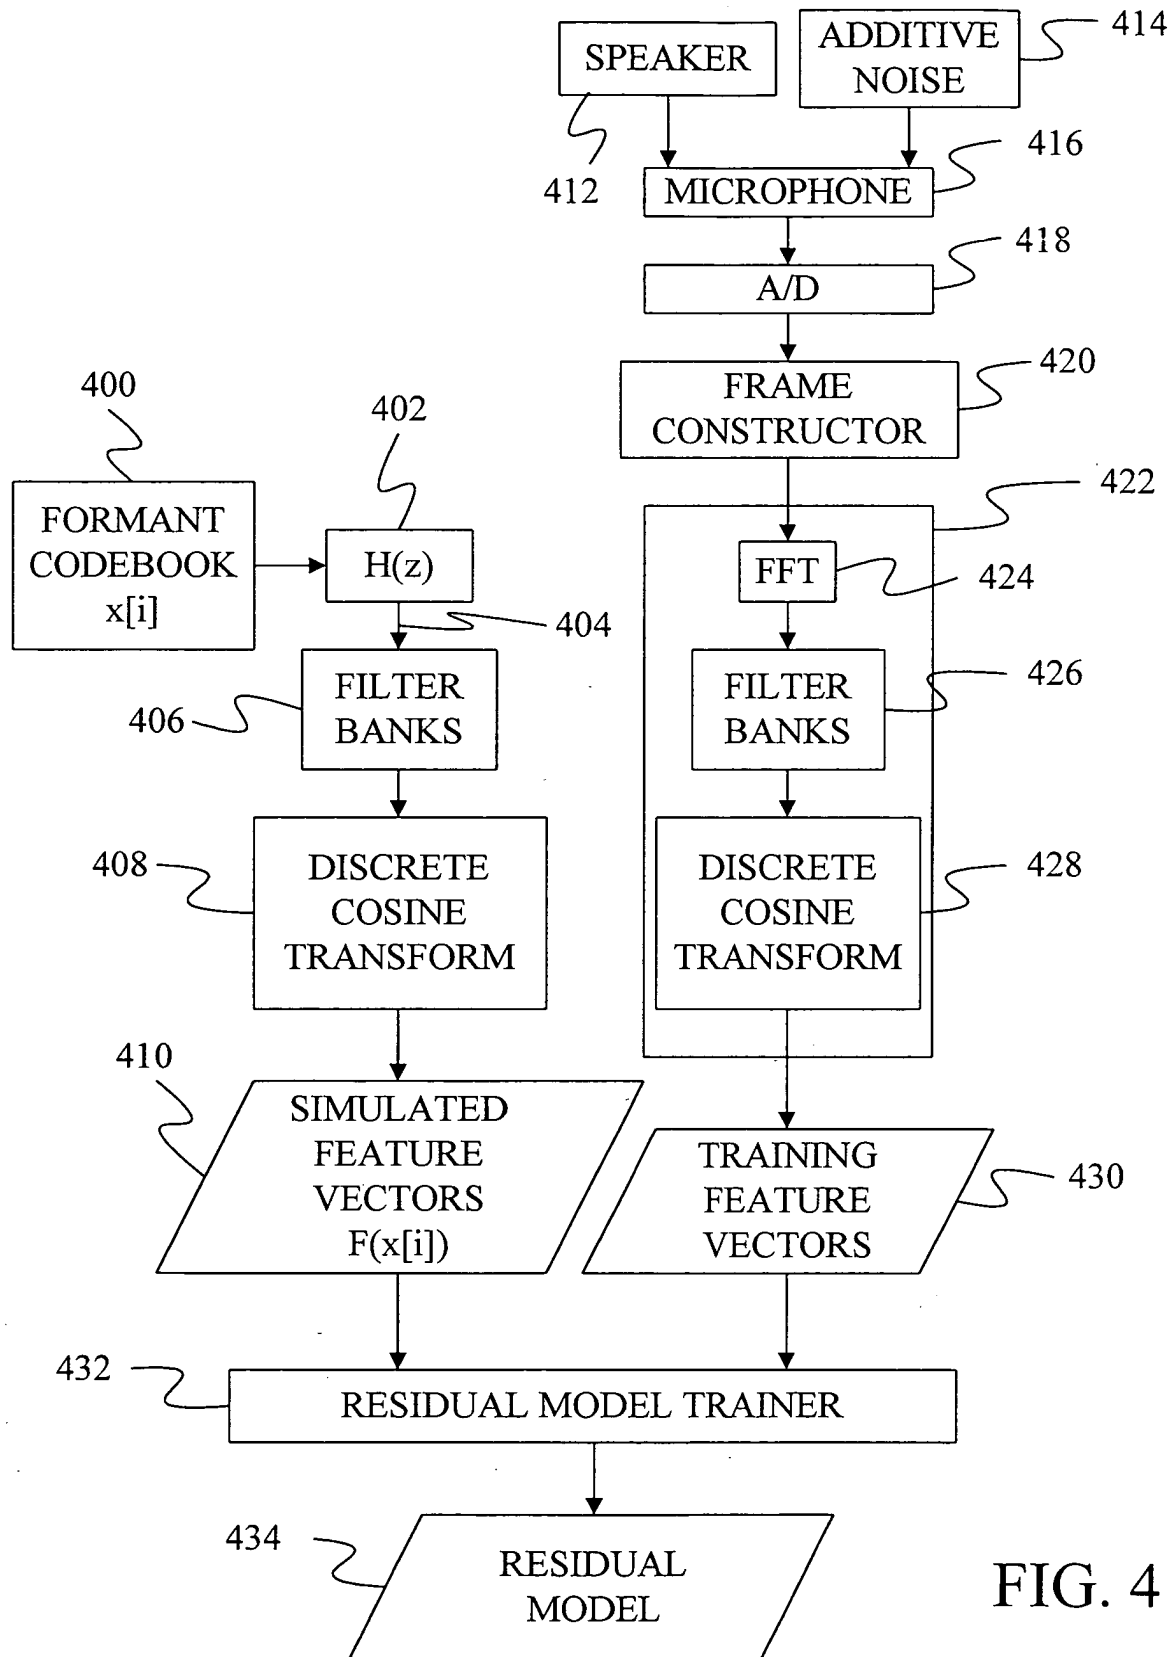 SPEAKER
ADDITIVE
NOISE
414
412
MICROPHONE
416
A/D
418
FRAME
CONSTRUCTOR
420
400
402
FORMANT
CODEBOOK
x[i]
H(z)
404
422
FFT
424
FILTER
BANKS
406
FILTER
BANKS
426
DISCRETE
COSINE
TRANSFORM
408
DISCRETE
COSINE
TRANSFORM
428
410
SIMULATED
FEATURE
VECTORS
F(x[i])
TRAINING
FEATURE
VECTORS
430
432
RESIDUAL MODEL TRAINER
434
RESIDUAL
MODEL
FIG. 4